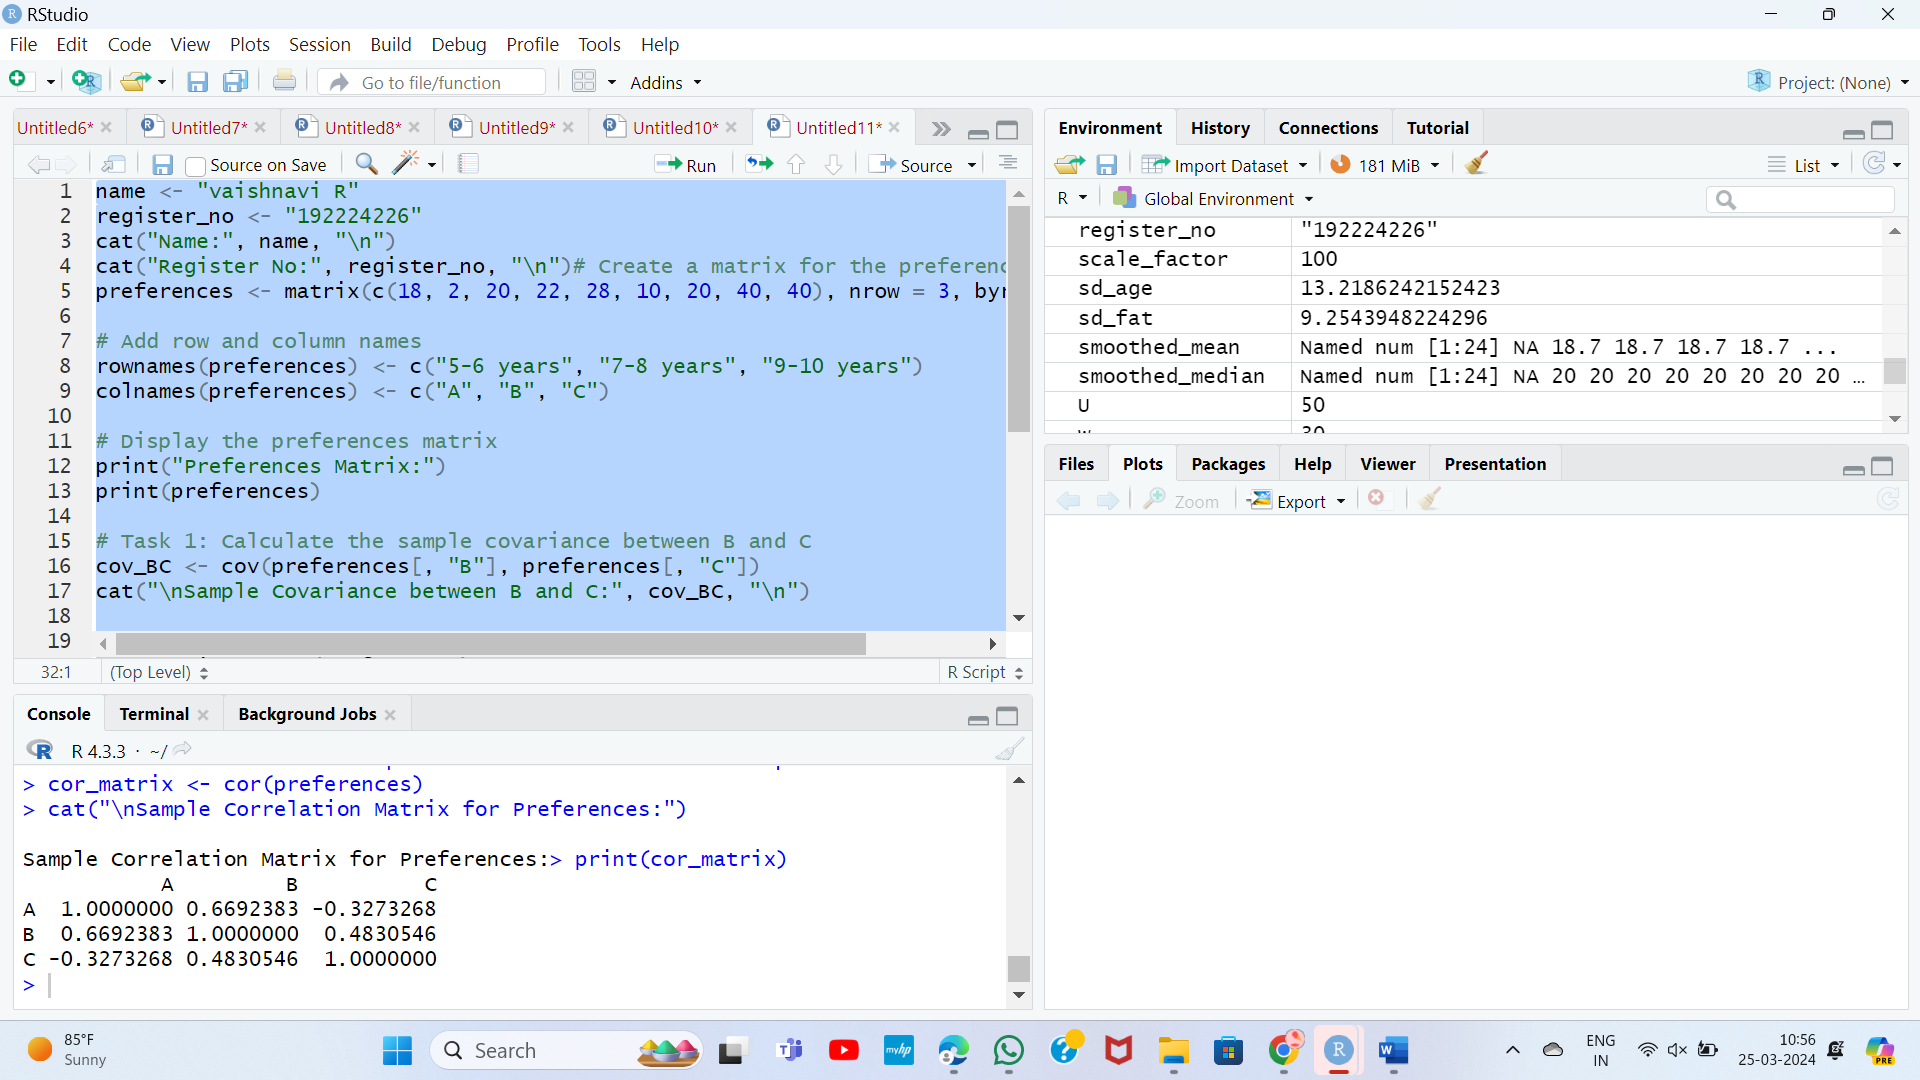 RStudio
File Edit Code View Plots Session Build Debug Profile Tools Help
Go to file/function Addins Project: (None)
Untitled6* Untitled7* Untitled8* Untitled9* Untitled10* Untitled11*
Source on Save Run Source
1 name <- "vaishnavi R"
2 register_no <- "192224226"
3 cat("Name:", name, "\n")
4 cat("Register No:", register_no, "\n")# Create a matrix for the preferenc
5 preferences <- matrix(c(18, 2, 20, 22, 28, 10, 20, 40, 40), nrow = 3, byr
6
7 # Add row and column names
8 rownames(preferences) <- c("5-6 years", "7-8 years", "9-10 years")
9 colnames(preferences) <- c("A", "B", "C")
10
11 # Display the preferences matrix
12 print("Preferences Matrix:")
13 print(preferences)
14
15 # Task 1: Calculate the sample covariance between B and C
16 cov_BC <- cov(preferences[, "B"], preferences[, "C"])
17 cat("\nSample Covariance between B and C:", cov_BC, "\n")
18
19
32:1 (Top Level) R Script
Console Terminal Background Jobs
R 4.3.3 · ~/
> cor_matrix <- cor(preferences)
> cat("\nSample Correlation Matrix for Preferences:")
Sample Correlation Matrix for Preferences:> print(cor_matrix)
A B C
A 1.0000000 0.6692383 -0.3273268
B 0.6692383 1.0000000 0.4830546
C -0.3273268 0.4830546 1.0000000
>
Environment History Connections Tutorial
Import Dataset 181 MiB List
R Global Environment
register_no "192224226"
scale_factor 100
sd_age 13.2186242152423
sd_fat 9.2543948224296
smoothed_mean Named num [1:24] NA 18.7 18.7 18.7 18.7 ...
smoothed_median Named num [1:24] NA 20 20 20 20 20 20 20 20 …
U 50
Files Plots Packages Help Viewer Presentation
Zoom Export
85°F
Sunny
Search
myhp
ENG
IN
10:56
25-03-2024
PRE